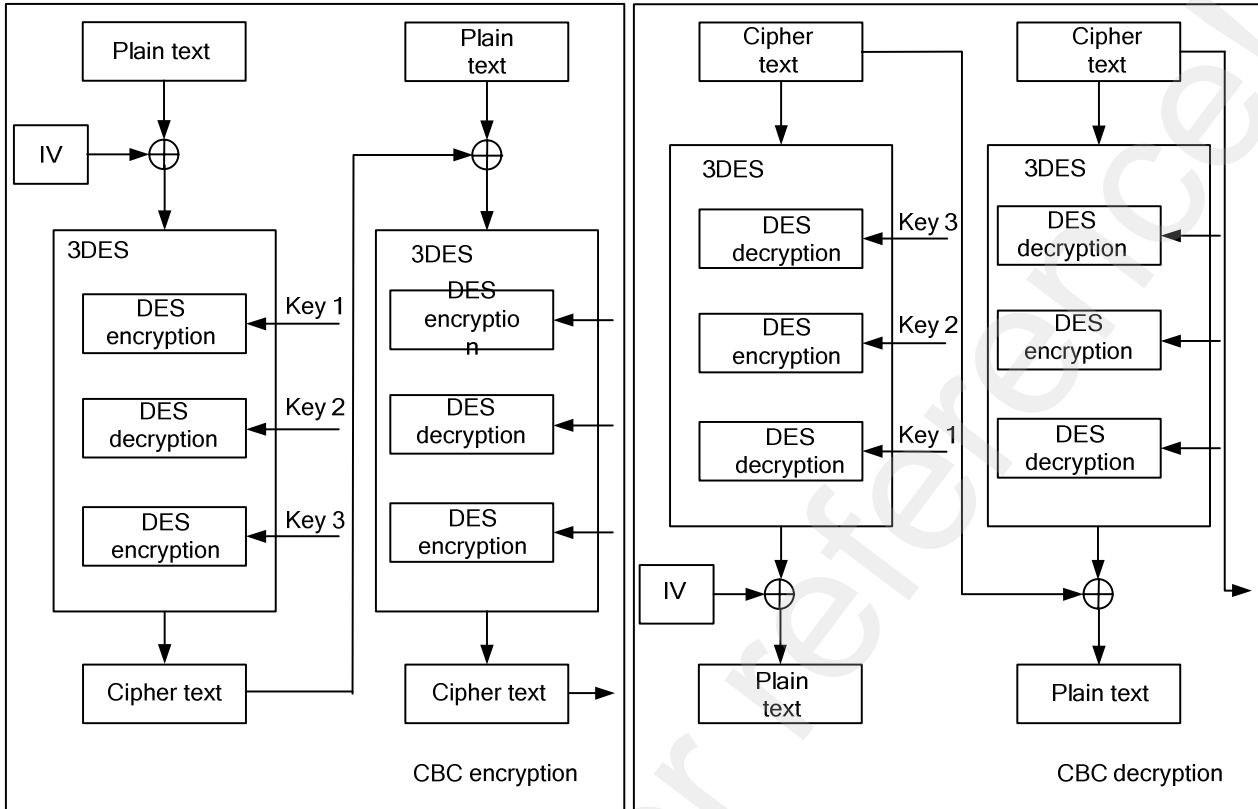 Plain text
IV
3DES
DES
encryption
Key 1
DES
decryption
Key 2
DES
encryption
Key 3
Cipher text
Plain
text
3DES
DES
encryptio
n
DES
decryption
DES
encryption
Cipher text
CBC encryption
Cipher
text
3DES
DES
decryption
Key 3
DES
encryption
Key 2
DES
decryption
Key 1
IV
Plain
text
Cipher
text
3DES
DES
decryption
DES
encryption
DES
decryption
Plain text
CBC decryption
r reference